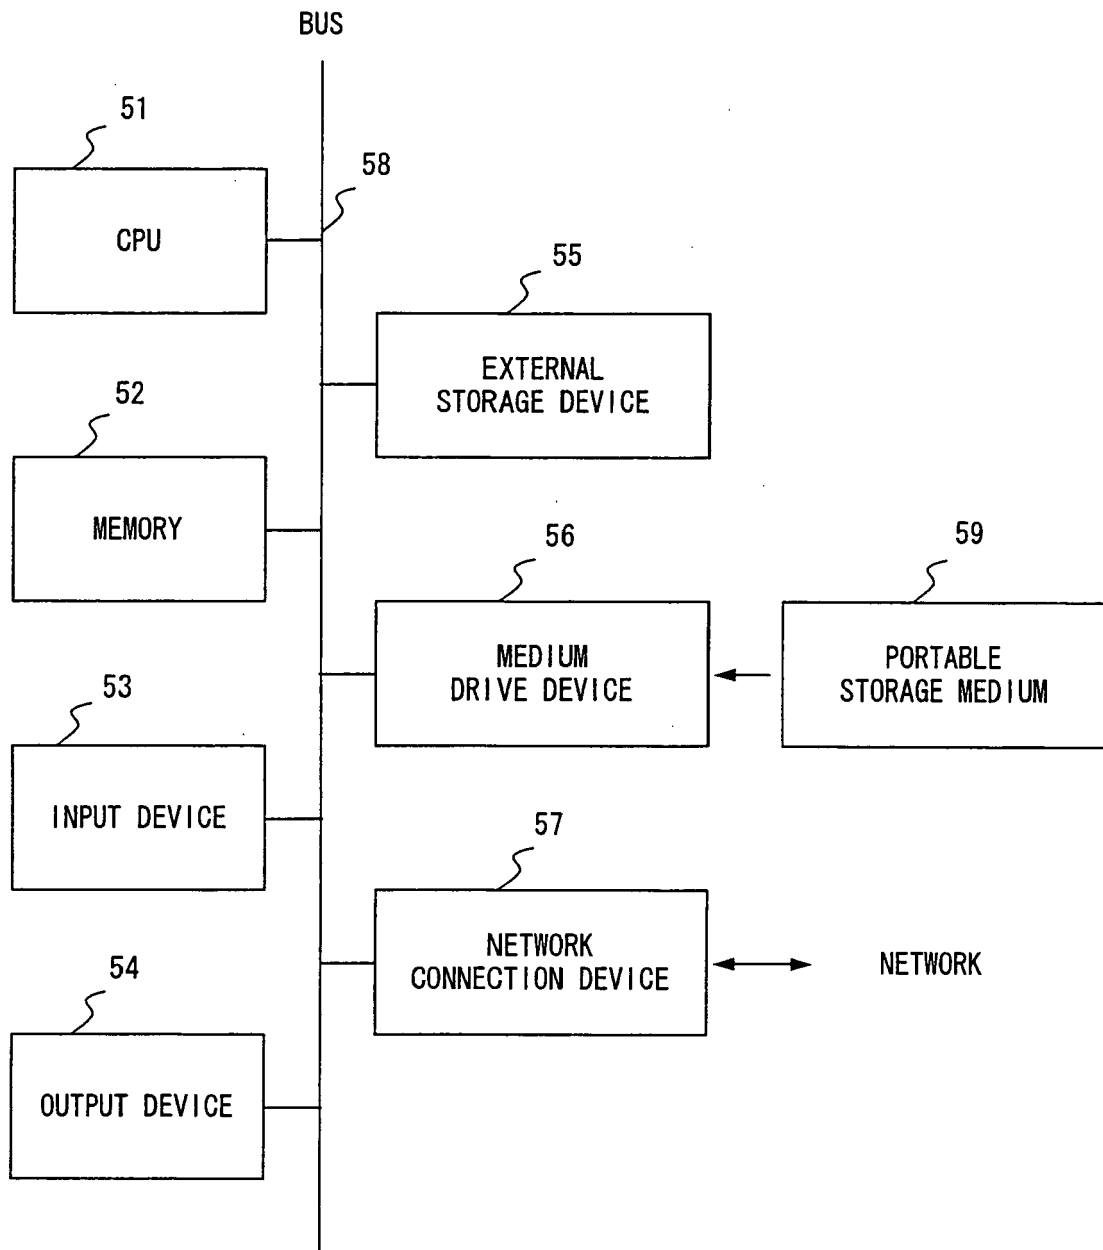 BUS
51
CPU
58
55
EXTERNAL
STORAGE DEVICE
52
MEMORY
56
MEDIUM
DRIVE DEVICE
59
PORTABLE
STORAGE MEDIUM
53
INPUT DEVICE
57
NETWORK
CONNECTION DEVICE
NETWORK
54
OUTPUT DEVICE